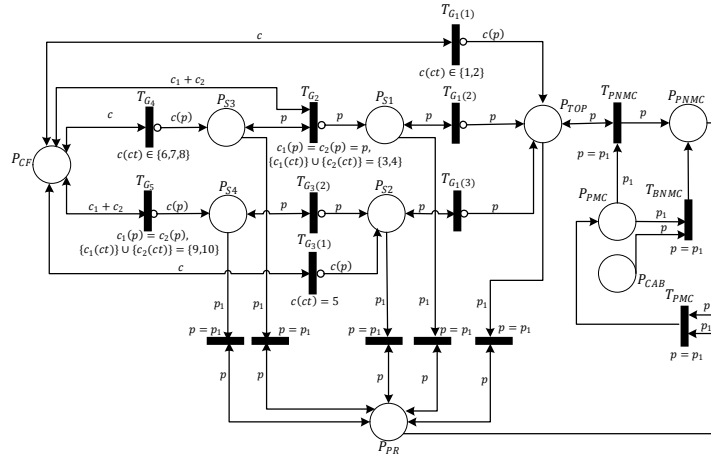 T_{G_1(1)}
c
c(p)
c(ct) ∈ {1,2}
c_1 + c_2
T_{G_4}
P_{S3}
T_{G_2}
P_{S1}
T_{G_1(2)}
P_{TOP}
T_{PNMC}
P_{PNMC}
c
c(p)
p
p
p
p
p
p
c(ct) ∈ {6,7,8}
c_1(p) = c_2(p) = p,
{c_1(ct)} ∪ {c_2(ct)} = {3,4}
p = p_1
P_{CF}
T_{G_5}
P_{S4}
T_{G_3(2)}
P_{S2}
T_{G_1(3)}
p_1
P_{PMC}
T_{BNMC}
c_1 + c_2
c(p)
p
p
p
p
p_1
p
c_1(p) = c_2(p),
{c_1(ct)} ∪ {c_2(ct)} = {9,10}
T_{G_3(1)}
p = p_1
c
c(p)
P_{CAB}
c(ct) = 5
T_{PMC}
p_1
p_1
p_1
p_1
p_1
p
p_1
p = p_1
p = p_1
p = p_1
p = p_1
p = p_1
p = p_1
p
p
p
p
p
P_{PR}